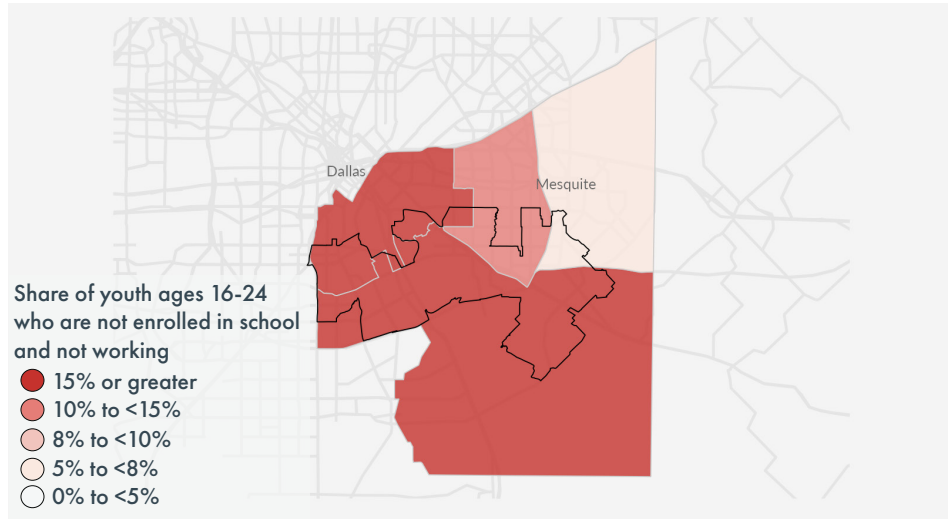 Dallas
Mesquite
Share of youth ages 16-24
who are not enrolled in school
and not working
15% or greater
10% to <15%
8% to <10%
5% to <8%
0% to <5%